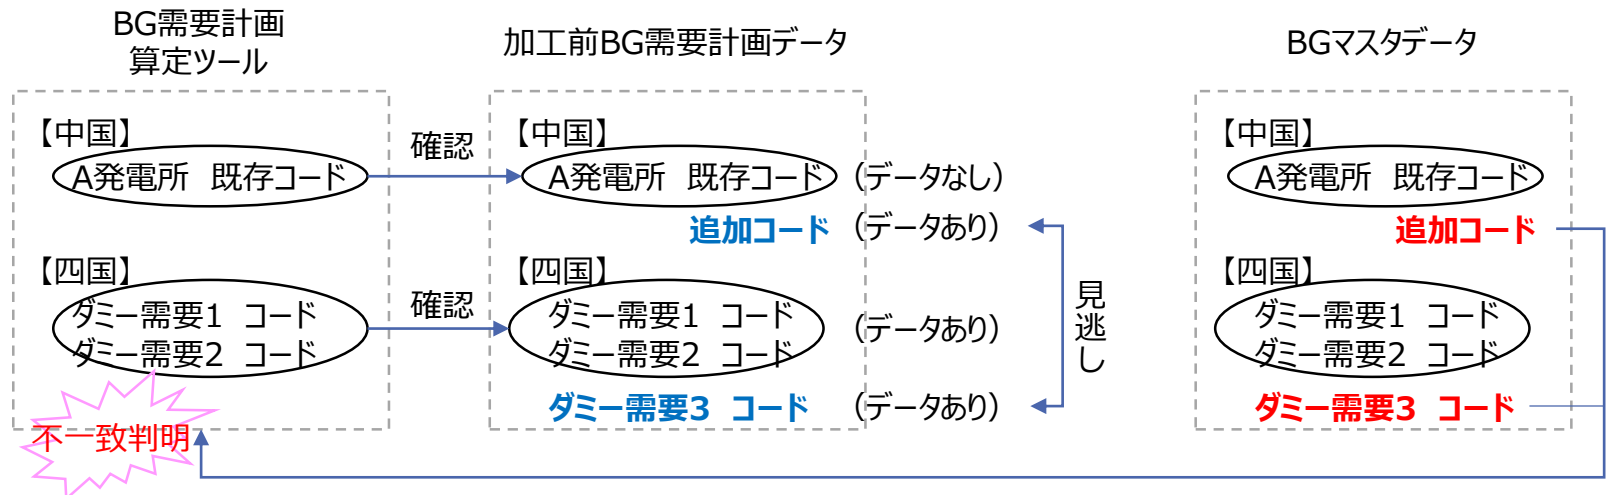 BG需要計画
算定ツール
加工前BG需要計画データ
BGマスタデータ
【中国】
A発電所　既存コード
確認
【中国】
A発電所　既存コード
（データなし）
追加コード
（データあり）
【中国】
A発電所　既存コード
追加コード
【四国】
ダミー需要1　コード
ダミー需要2　コード
確認
【四国】
ダミー需要1　コード
ダミー需要2　コード
（データあり）
ダミー需要3　コード
（データあり）
見逃し
【四国】
ダミー需要1　コード
ダミー需要2　コード
ダミー需要3　コード
不一致判明